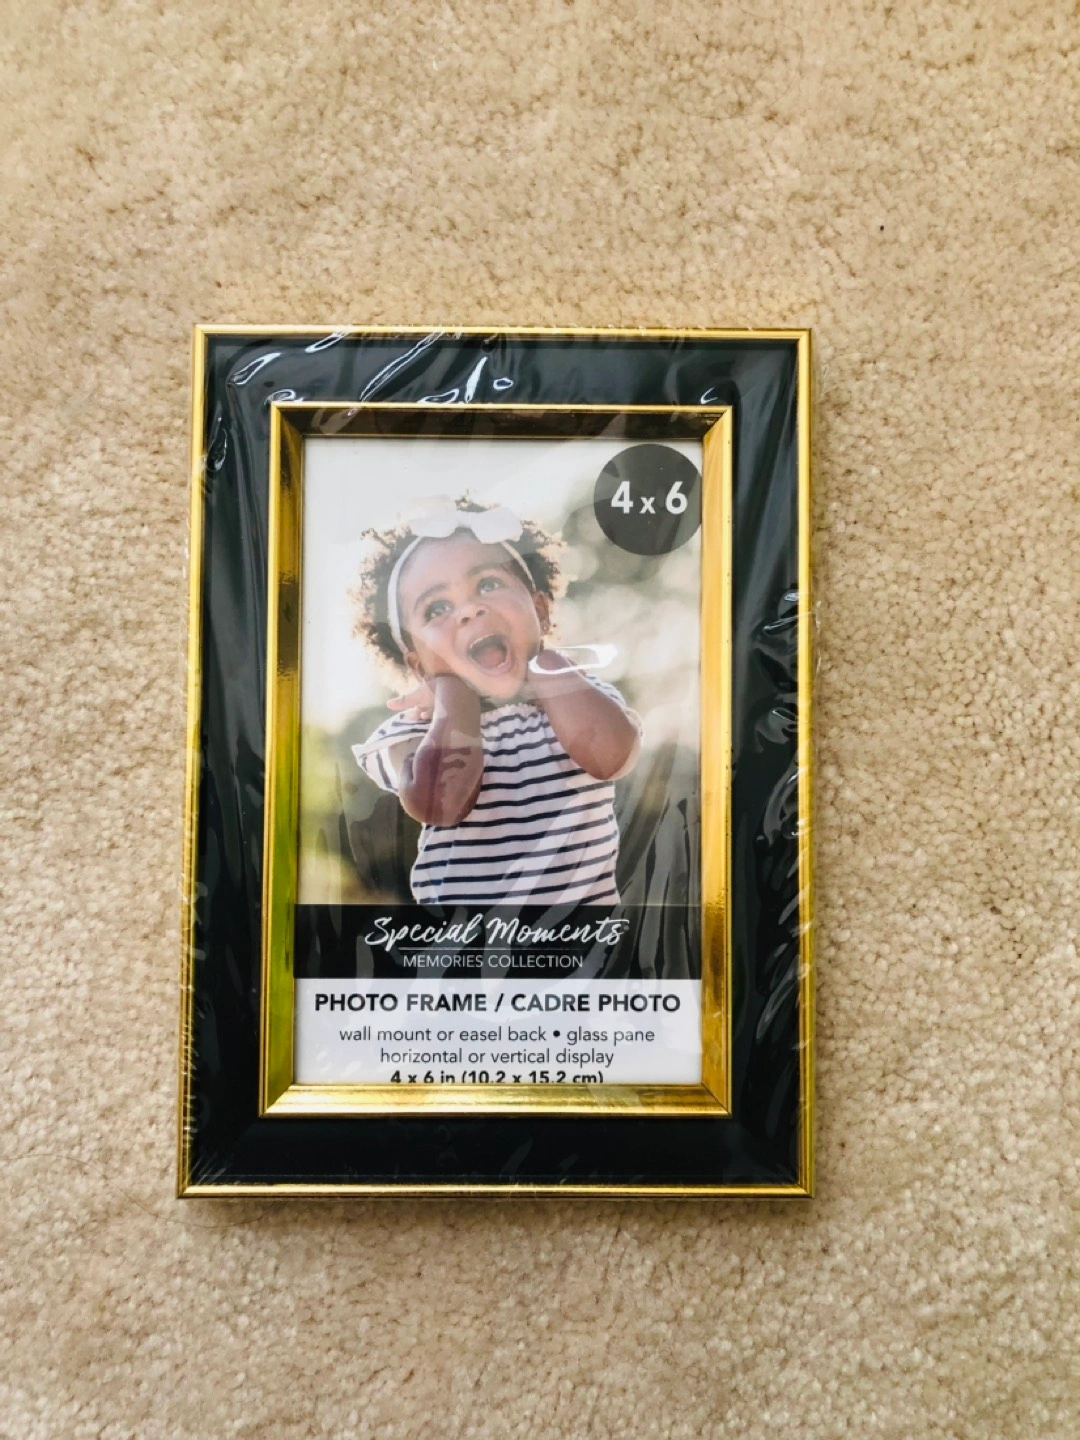 4 x 6
Special Moments
MEMORIES COLLECTION
PHOTO FRAME / CADRE PHOTO
wall mount or easel back • glass pane
horizontal or vertical display
4 x 6 in (10.2 x 15.2 cm)